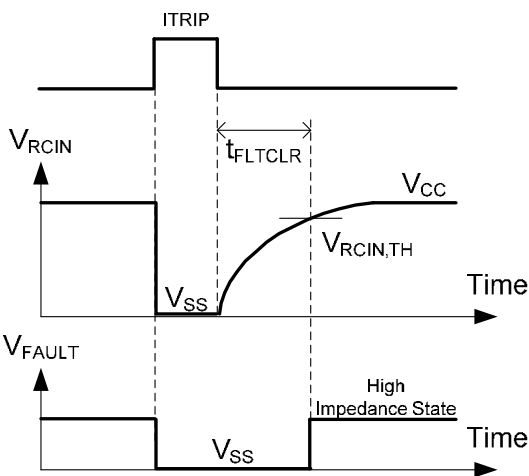 ITRIP
tFLTCLR
VRCIN
VCC
VRCIN,TH
VSS
Time
VFAULT
High
Impedance State
VSS
Time